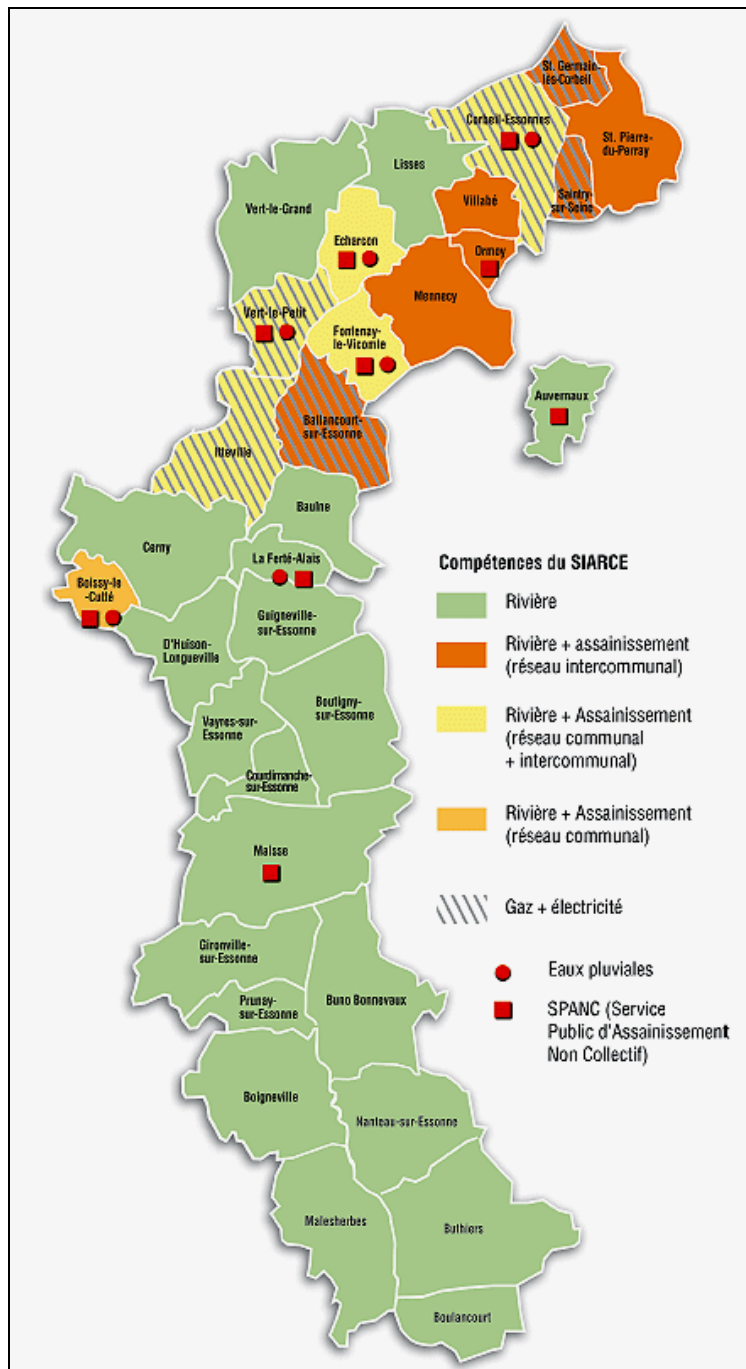 St. Germain-
lès-Corbeil
Corbeil-Essonnes
St. Pierre-
du-Perray
Lisses
Saintry-
sur-Seine
Villabé
Vert-le-Grand
Echarcon
Ormoy
Mennecy
Vert-le-Petit
Fontenay-
le-Vicomte
Auvernaux
Ballancourt-
sur-Essonne
Itteville
Baulne
Cerny
La Ferté-Alais
Boissy-le
-Cutté
Guigneville-
sur-Essonne
D'Huison-
Longueville
Boutigny-
sur-Essonne
Vayres-sur-
Essonne
Courdimanche-
sur-Essonne
Maisse
Gironville-
sur-Essonne
Prunay-
sur-Essonne
Buno Bonnevaux
Boigneville
Nanteau-sur-Essonne
Malesherbes
Buthiers
Boulancourt
Compétences du SIARCE
Rivière
Rivière + assainissement
(réseau intercommunal)
Rivière + Assainissement
(réseau communal
+ intercommunal)
Rivière + Assainissement
(réseau communal)
Gaz + électricité
Eaux pluviales
SPANC (Service
Public d'Assainissement
Non Collectif)